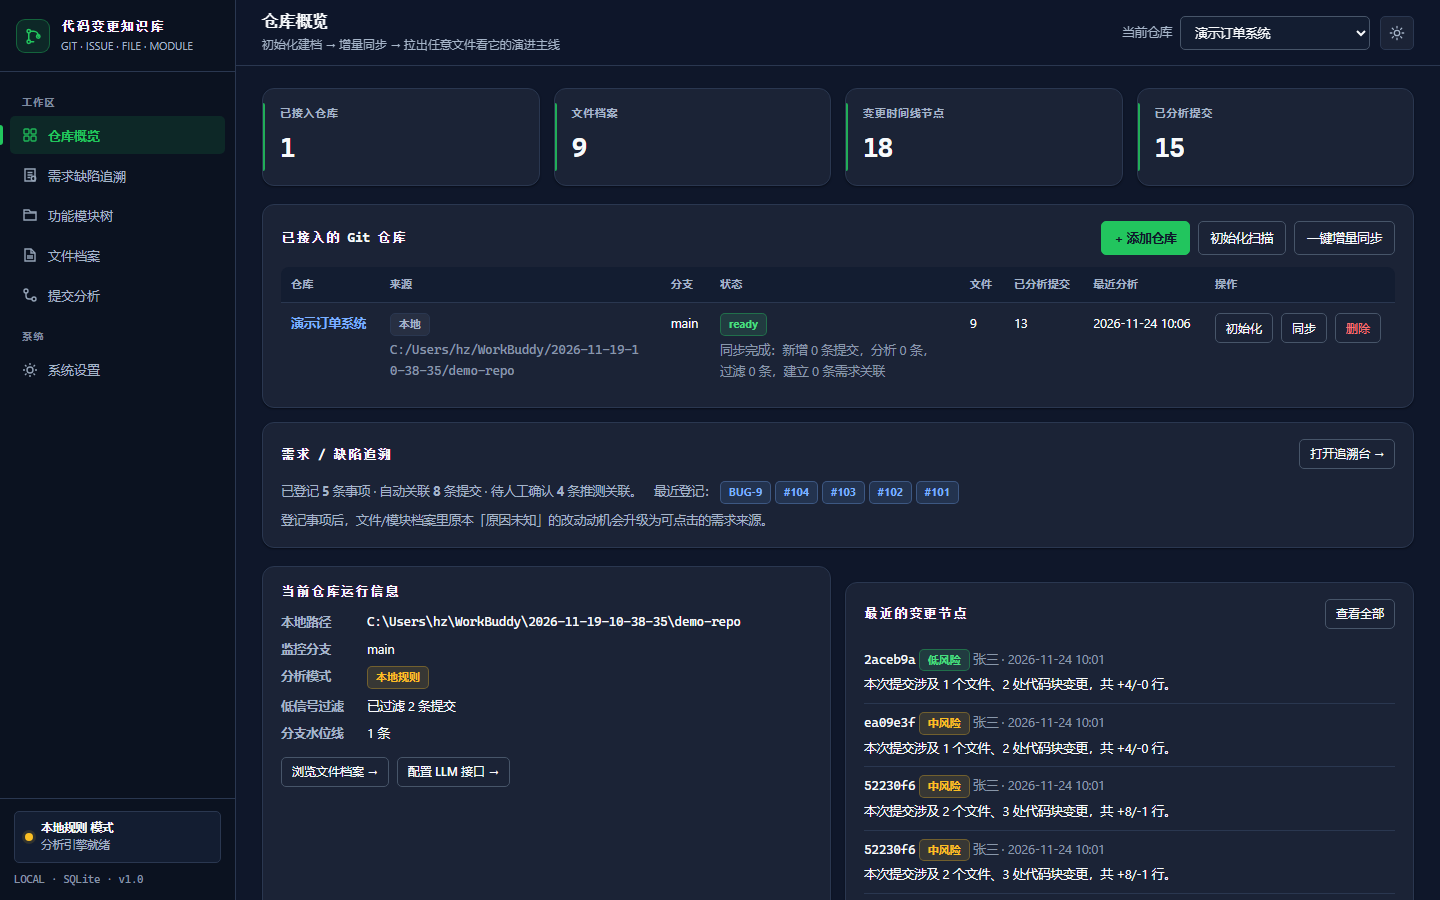 代码变更知识库
GIT · ISSUE · FILE · MODULE
工作区
仓库概览
需求缺陷追溯
功能模块树
文件档案
提交分析
系统
系统设置
本地规则 模式
分析引擎就绪
LOCAL · SQLite · v1.0
仓库概览
初始化建档 → 增量同步 → 拉出任意文件看它的演进主线
当前仓库
演示订单系统
已接入仓库
1
文件档案
9
变更时间线节点
18
已分析提交
15
已接入的 Git 仓库
+ 添加仓库
初始化扫描
一键增量同步
仓库 来源 分支 状态 文件 已分析提交 最近分析 操作
演示订单系统 本地 main ready 9 13 2026-11-24 10:06 初始化 同步 删除
C:/Users/hz/WorkBuddy/2026-11-19-1
0-38-35/demo-repo
同步完成：新增 0 条提交，分析 0 条，
过滤 0 条，建立 0 条需求关联
需求 / 缺陷追溯
打开追溯台 →
已登记 5 条事项 · 自动关联 8 条提交 · 待人工确认 4 条推测关联。 最近登记： BUG-9 #104 #103 #102 #101
登记事项后，文件/模块档案里原本「原因未知」的改动动机会升级为可点击的需求来源。
当前仓库运行信息
本地路径 C:\Users\hz\WorkBuddy\2026-11-19-10-38-35\demo-repo
监控分支 main
分析模式 本地规则
低信号过滤 已过滤 2 条提交
分支水位线 1 条
浏览文件档案 →
配置 LLM 接口 →
最近的变更节点
查看全部
2aceb9a 低风险 张三 · 2026-11-24 10:01
本次提交涉及 1 个文件、2 处代码块变更，共 +4/-0 行。
ea09e3f 中风险 张三 · 2026-11-24 10:01
本次提交涉及 1 个文件、2 处代码块变更，共 +4/-0 行。
52230f6 中风险 张三 · 2026-11-24 10:01
本次提交涉及 2 个文件、3 处代码块变更，共 +8/-1 行。
52230f6 中风险 张三 · 2026-11-24 10:01
本次提交涉及 2 个文件、3 处代码块变更，共 +8/-1 行。